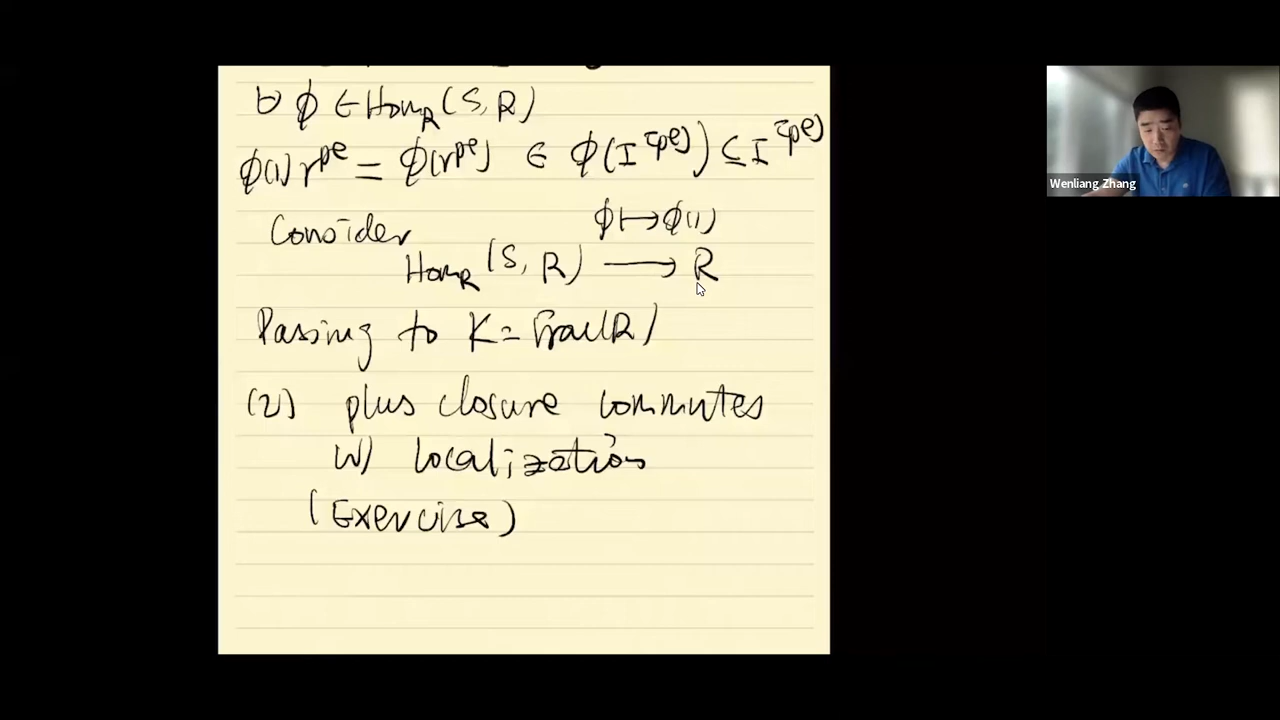 ∀ ϕ ∈ Hom_R (S, R)
ϕ(1) r^{p^e} = ϕ(r^{p^e}) ∈ ϕ(I^{[p^e]}) ⊆ I^{[p^e]}
Consider
ϕ ↦ ϕ(1)
Hom_R (S, R) ⟶ R
Passing to K = Frac(R)
(2) plus closure commutes
w/ localization
(Exercise)
Wenliang Zhang